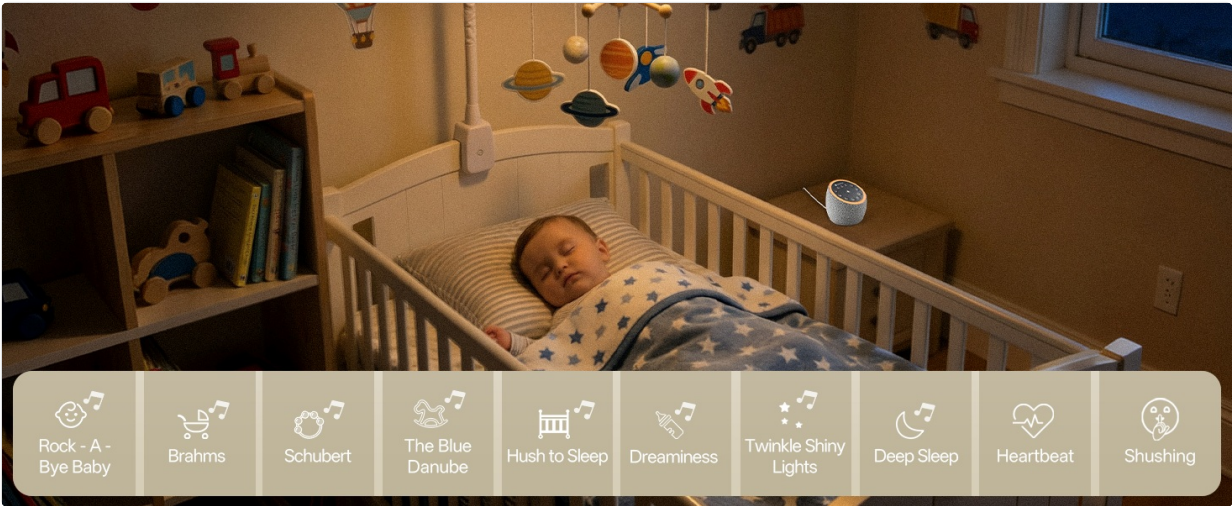 Rock - A -
Bye Baby
Brahms
Schubert
The Blue
Danube
Hush to Sleep
Dreaminess
Twinkle Shiny
Lights
Deep Sleep
Heartbeat
Shushing